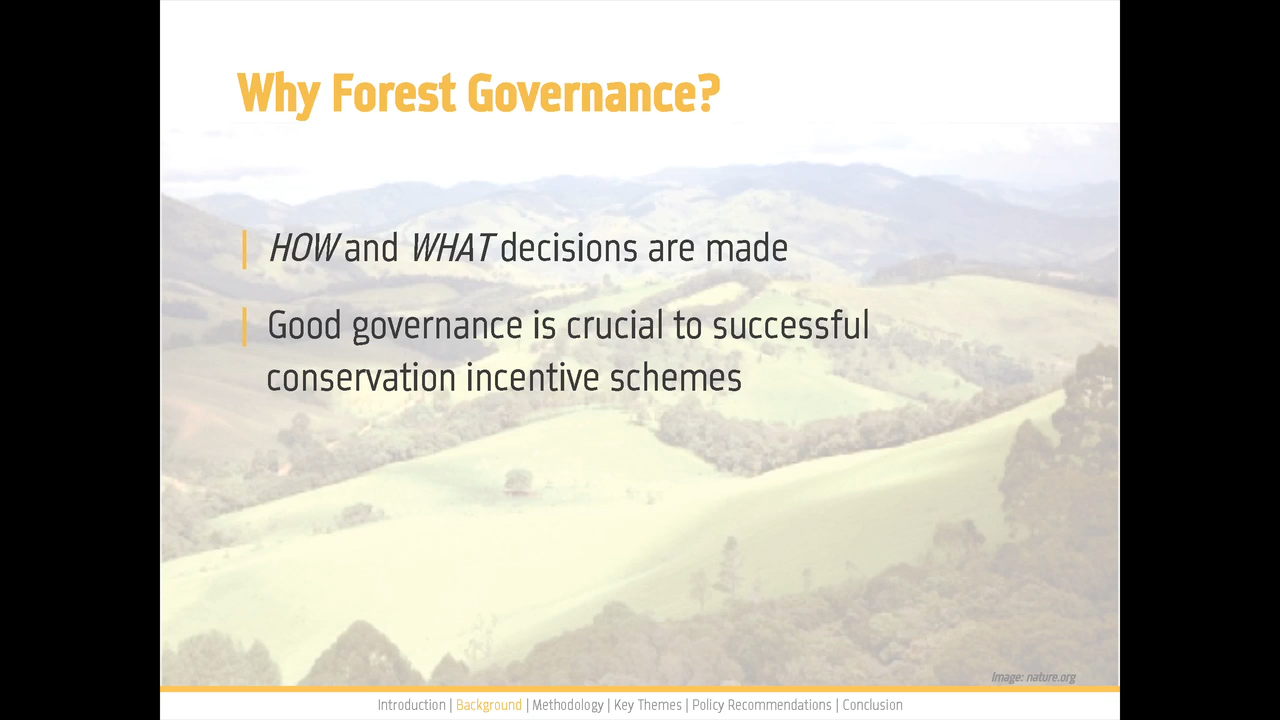 Why Forest Governance?
HOW and WHAT decisions are made
Good governance is crucial to successful
conservation incentive schemes
Image: nature.org
Introduction | Background | Methodology | Key Themes | Policy Recommendations | Conclusion